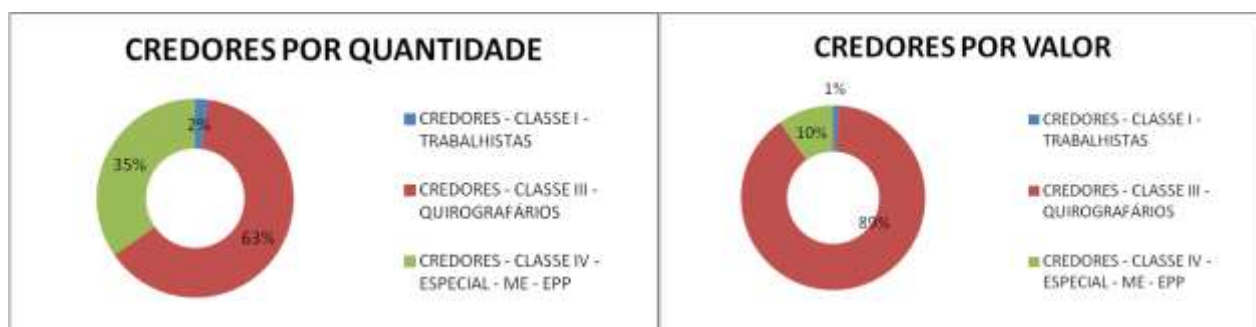 CREDORES POR QUANTIDADE
2%
35%
63%
CREDORES - CLASSE I -
TRABALHISTAS
CREDORES - CLASSE III -
QUIROGRAFÁRIOS
CREDORES - CLASSE IV -
ESPECIAL - ME - EPP
CREDORES POR VALOR
1%
10%
89%
CREDORES - CLASSE I -
TRABALHISTAS
CREDORES - CLASSE III -
QUIROGRAFÁRIOS
CREDORES - CLASSE IV -
ESPECIAL - ME - EPP